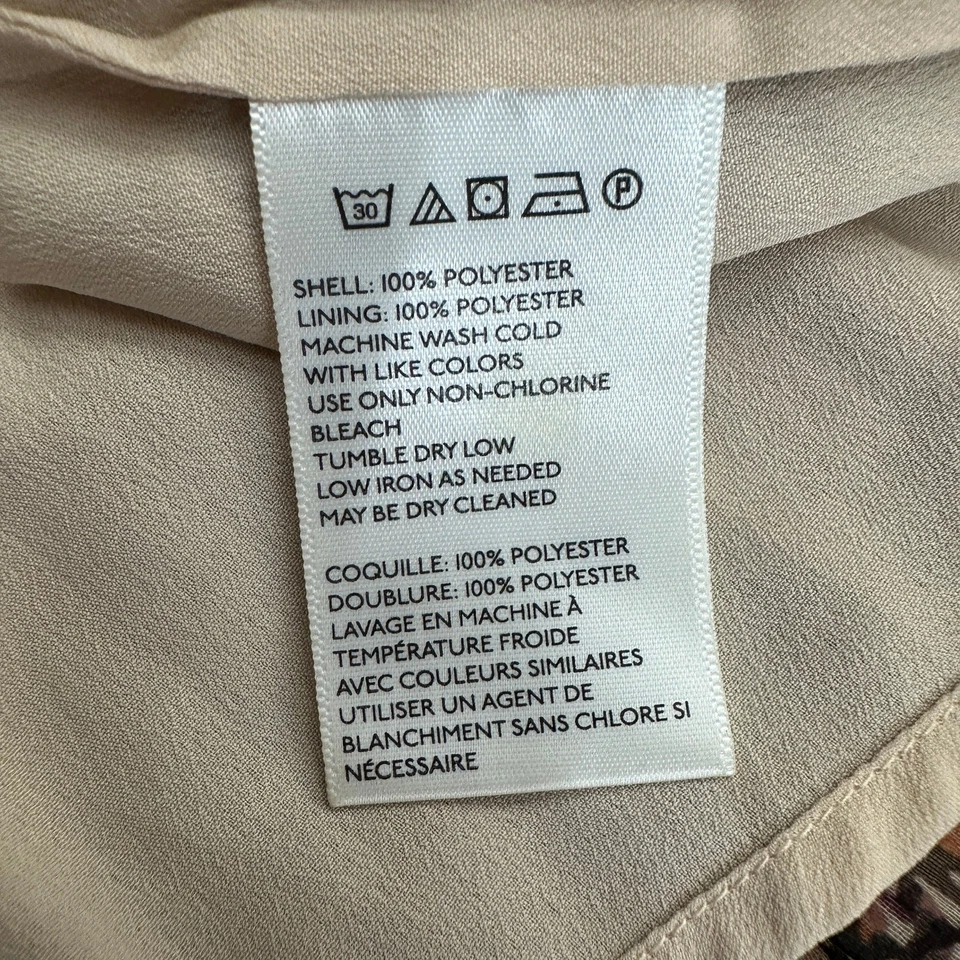 30 P
SHELL: 100% POLYESTER
LINING: 100% POLYESTER
MACHINE WASH COLD
WITH LIKE COLORS
USE ONLY NON-CHLORINE
BLEACH
TUMBLE DRY LOW
LOW IRON AS NEEDED
MAY BE DRY CLEANED
COQUILLE: 100% POLYESTER
DOUBLURE: 100% POLYESTER
LAVAGE EN MACHINE À
TEMPÉRATURE FROIDE
AVEC COULEURS SIMILAIRES
UTILISER UN AGENT DE
BLANCHIMENT SANS CHLORE SI
NÉCESSAIRE